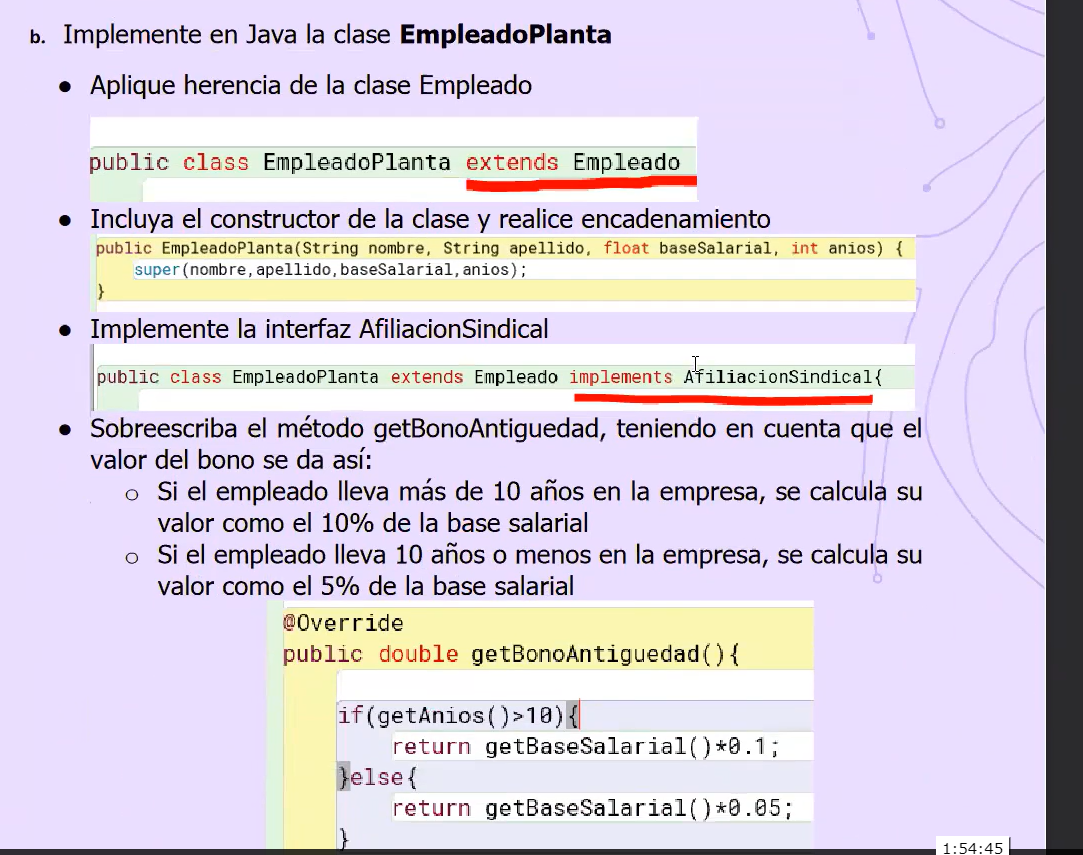 b. Implemente en Java la clase EmpleadoPlanta
● Aplique herencia de la clase Empleado
public class EmpleadoPlanta extends Empleado
● Incluya el constructor de la clase y realice encadenamiento
public EmpleadoPlanta(String nombre, String apellido, float baseSalarial, int anios) {
super(nombre,apellido,baseSalarial,anios);
}
● Implemente la interfaz AfiliacionSindical
public class EmpleadoPlanta extends Empleado implements AfiliacionSindical{
● Sobreescriba el método getBonoAntiguedad, teniendo en cuenta que el
valor del bono se da así:
○ Si el empleado lleva más de 10 años en la empresa, se calcula su
valor como el 10% de la base salarial
○ Si el empleado lleva 10 años o menos en la empresa, se calcula su
valor como el 5% de la base salarial
@Override
public double getBonoAntiguedad(){
if(getAnios()>10){
return getBaseSalarial()*0.1;
}else{
return getBaseSalarial()*0.05;
}
1:54:45